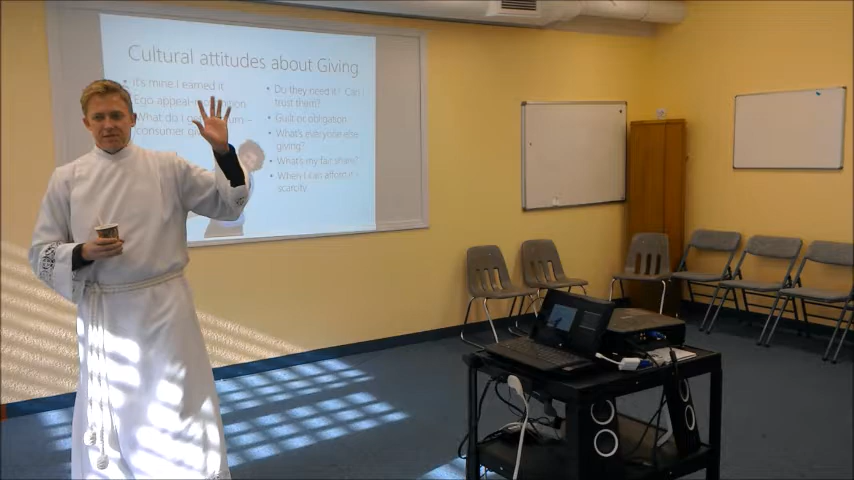 Cultural attitudes about Giving
• it's mine I earned it
Ego appeal-
What do I
consumer
• Do they need it? Can I
trust them?
• Guilt or obligation
• What's everyone else
giving?
• What's my fair share?
• When I can afford it -
scarcity